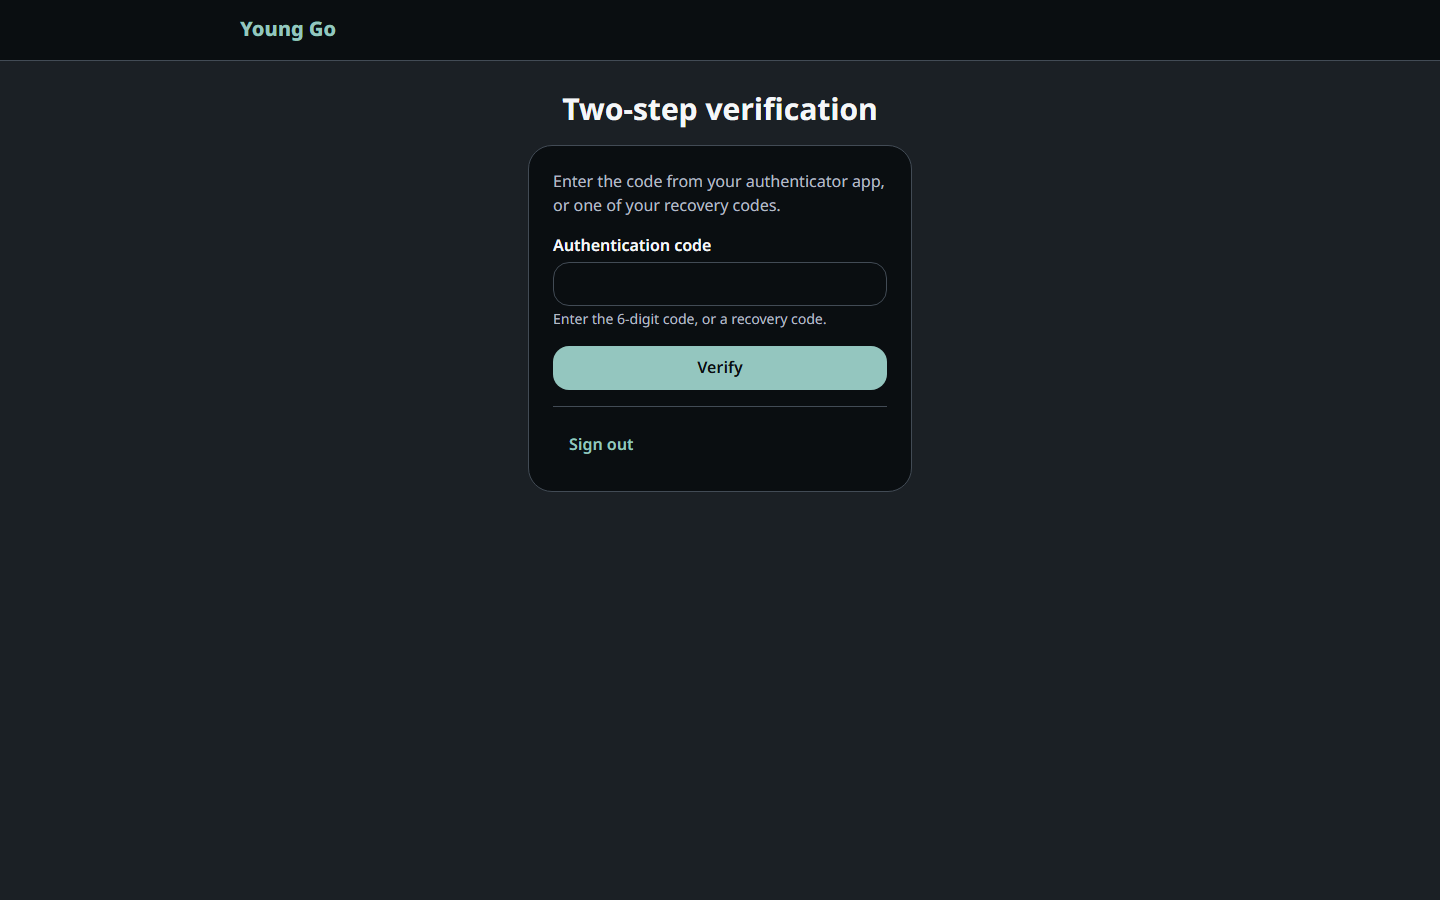 Young Go
Two-step verification
Enter the code from your authenticator app,
or one of your recovery codes.
Authentication code
Enter the 6-digit code, or a recovery code.
Verify
Sign out